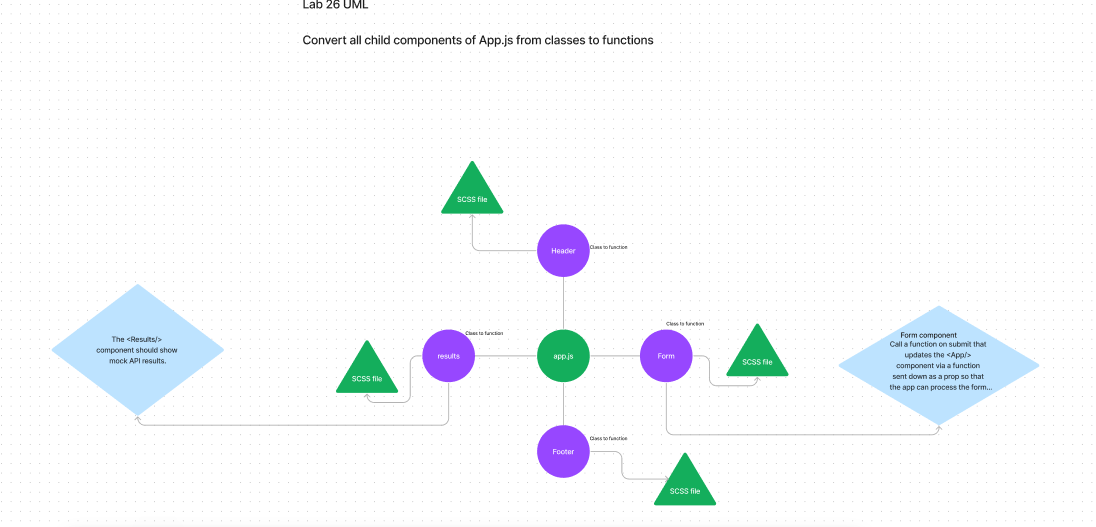 Lab 26 UML
Convert all child components of App.js from classes to functions
SCSS file
Header
Class to function
The <Results/>
component should show
mock API results.
SCSS file
results
Class to function
app.js
Form
Class to function
SCSS file
Form component
Call a function on submit that
updates the <App/>
component via a function
sent down as a prop so that
the app can process the form...
Footer
Class to function
SCSS file